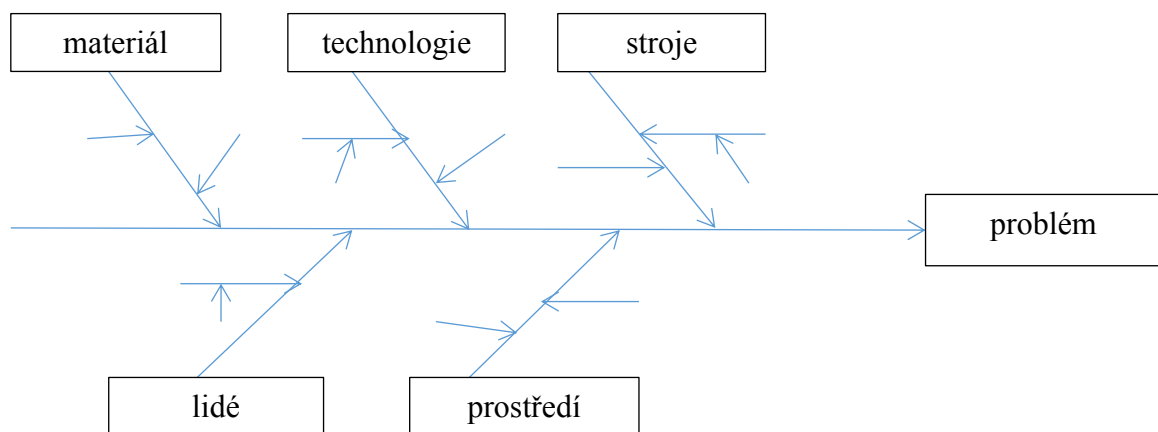 materiál
technologie
stroje
problém
lidé
prostředí